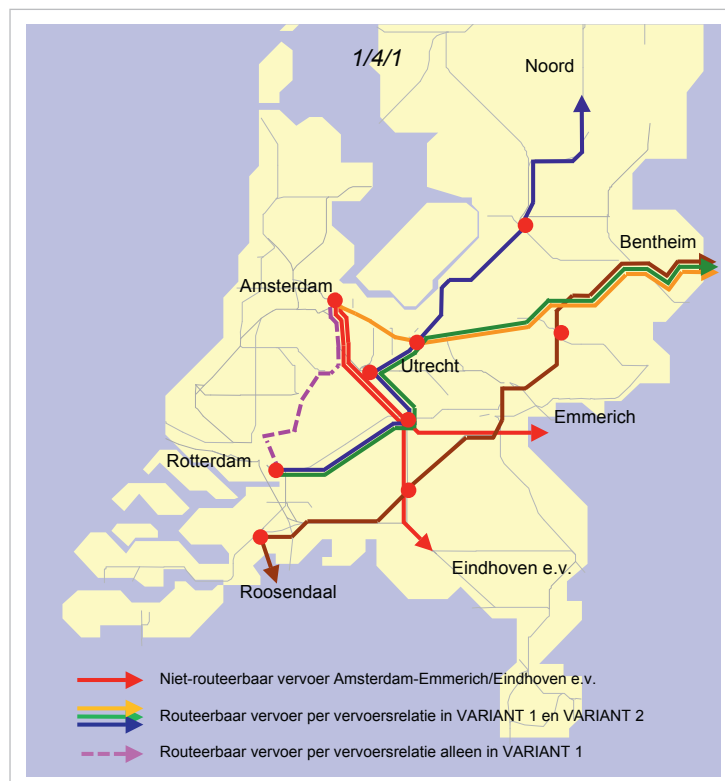 1/4/1
Noord
Bentheim
Amsterdam
Utrecht
Emmerich
Rotterdam
Eindhoven e.v.
Roosendaal
Niet-routeerbaar vervoer Amsterdam-Emmerich/Eindhoven e.v.
Routeerbaar vervoer per vervoersrelatie in VARIANT 1 en VARIANT 2
Routeerbaar vervoer per vervoersrelatie alleen in VARIANT 1